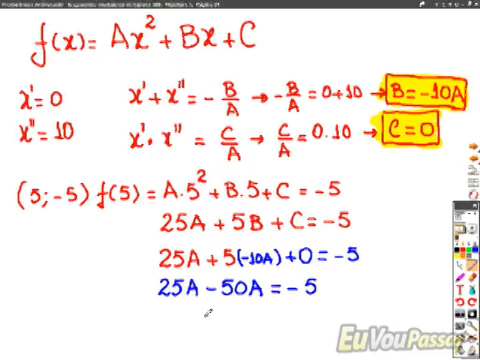 f(x) = Ax² + Bx + C
x' = 0 x' + x'' = -B/A → -B/A = 0+10 → B = -10A
x'' = 10 x' · x'' = C/A → C/A = 0.10 → C = 0
(5; -5) f(5) = A.5² + B.5 + C = -5
25A + 5B + C = -5
25A + 5(-10A) + 0 = -5
25A - 50A = -5
EuVouPassar